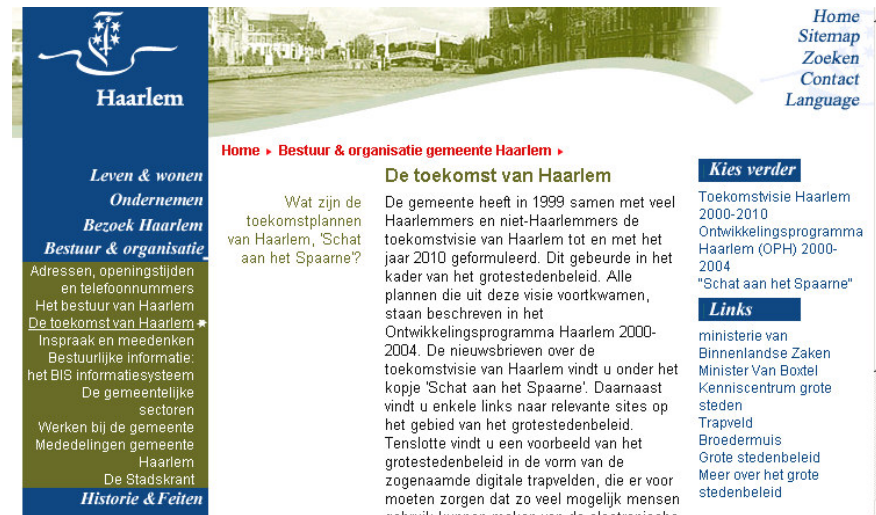 Haarlem
Home
Sitemap
Zoeken
Contact
Language
Leven & wonen
Ondernemen
Bezoek Haarlem
Bestuur & organisatie
Adressen, openingstijden
en telefoonnummers
Het bestuur van Haarlem
De toekomst van Haarlem
Inspraak en meedenken
Bestuurlijke informatie:
het BIS informatiesysteem
De gemeentelijke
sectoren
Werken bij de gemeente
Mededelingen gemeente
Haarlem
De Stadskrant
Historie & Feiten
Home ▸ Bestuur & organisatie gemeente Haarlem ▸
Wat zijn de
toekomstplannen
van Haarlem, 'Schat
aan het Spaarne'?
De toekomst van Haarlem
De gemeente heeft in 1999 samen met veel
Haarlemmers en niet-Haarlemmers de
toekomstvisie van Haarlem tot en met het
jaar 2010 geformuleerd. Dit gebeurde in het
kader van het grotestedenbeleid. Alle
plannen die uit deze visie voortkwamen,
staan beschreven in het
Ontwikkelingsprogramma Haarlem 2000-
2004. De nieuwsbrieven over de
toekomstvisie van Haarlem vindt u onder het
kopje 'Schat aan het Spaarne'. Daarnaast
vindt u enkele links naar relevante sites op
het gebied van het grotestedenbeleid.
Tenslotte vindt u een voorbeeld van het
grotestedenbeleid in de vorm van de
zogenaamde digitale trapvelden, die er voor
moeten zorgen dat zo veel mogelijk mensen
gebruik kunnen maken van de electronische
Kies verder
Toekomstvisie Haarlem
2000-2010
Ontwikkelingsprogramma
Haarlem (OPH) 2000-
2004
"Schat aan het Spaarne"
Links
ministerie van
Binnenlandse Zaken
Minister Van Boxtel
Kenniscentrum grote
steden
Trapveld
Broedermuis
Grote stedenbeleid
Meer over het grote
stedenbeleid